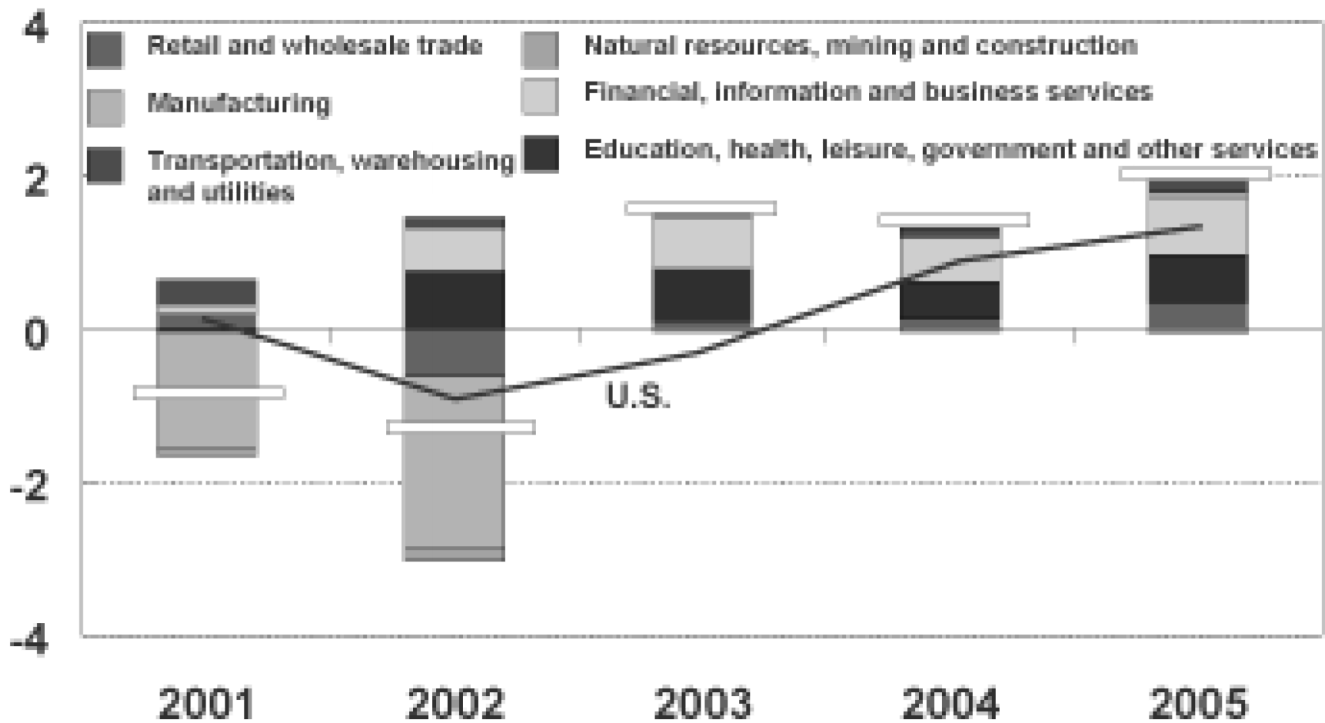 4
Retail and wholesale trade
Natural resources, mining and construction
Manufacturing
Financial, information and business services
Transportation, warehousing
and utilities
Education, health, leisure, government and other services
2
0
U.S.
-2
-4
2001
2002
2003
2004
2005